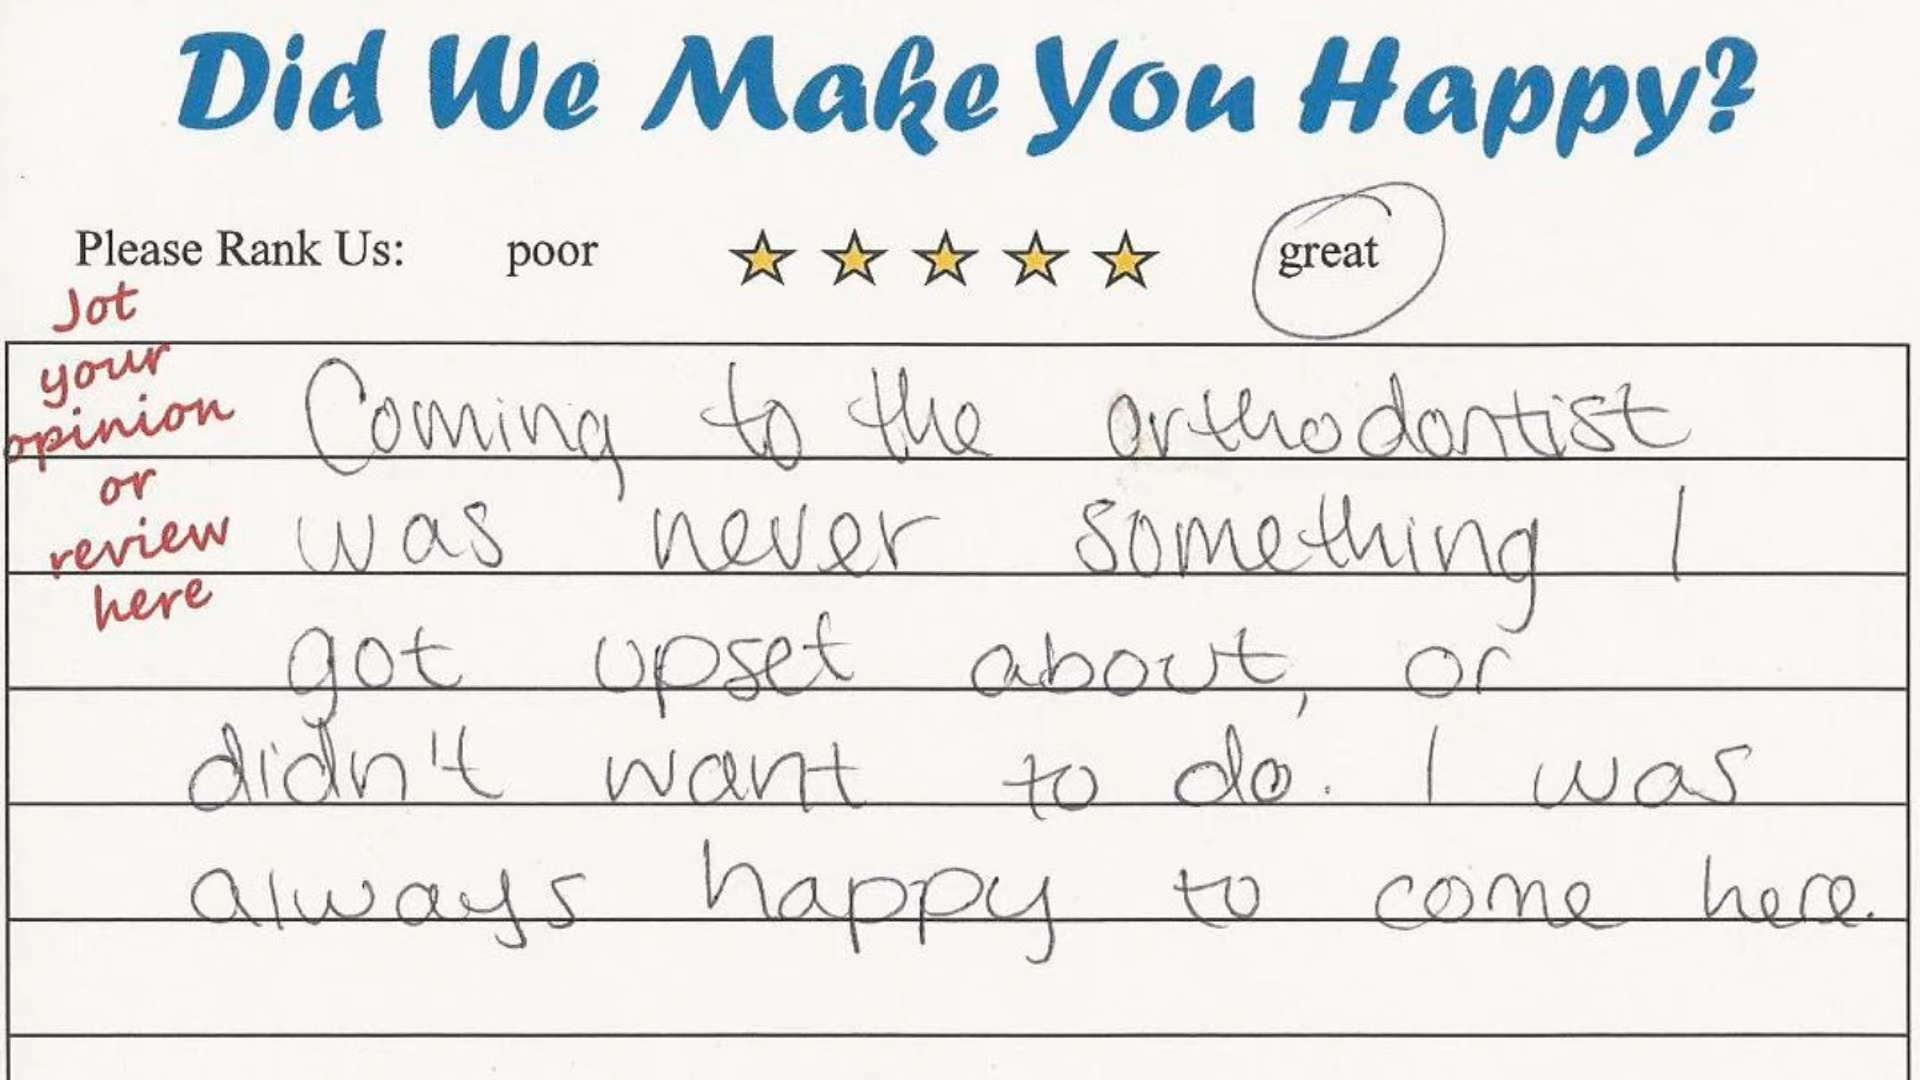 Did We Make You Happy?
Please Rank Us: poor great
Jot
your
opinion
or
review
here
Coming to the orthodontist
was never something I
got upset about, or
didn't want to do. I was
always happy to come here.